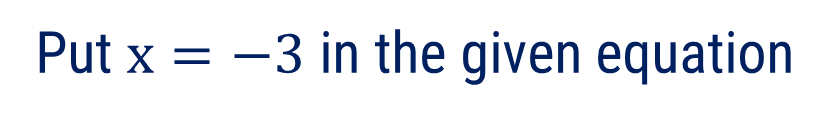 Put x = −3 in the given equation